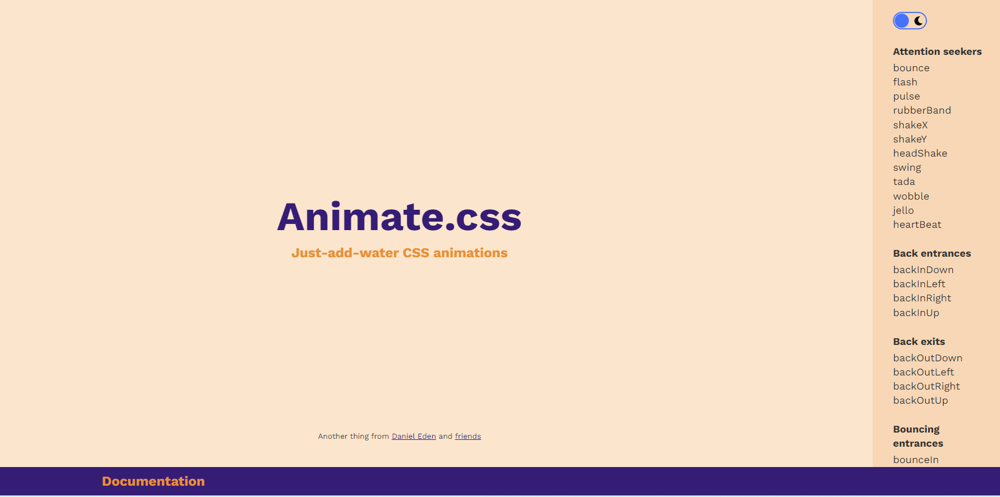 Animate.css
Just-add-water CSS animations
Another thing from Daniel Eden and friends
Attention seekers
bounce
flash
pulse
rubberBand
shakeX
shakeY
headShake
swing
tada
wobble
jello
heartBeat
Back entrances
backInDown
backInLeft
backInRight
backInUp
Back exits
backOutDown
backOutLeft
backOutRight
backOutUp
Bouncing
entrances
bounceIn
Documentation